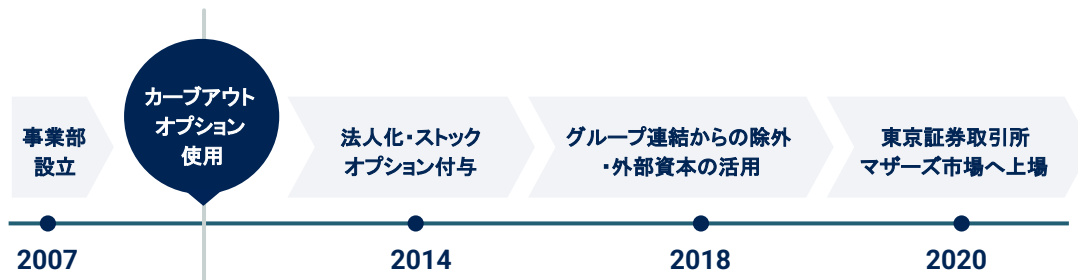 事業部
設立
カーブアウト
オプション
使用
法人化・ストック
オプション付与
グループ連結からの除外
・外部資本の活用
東京証券取引所
マザーズ市場へ上場
2007
2014
2018
2020